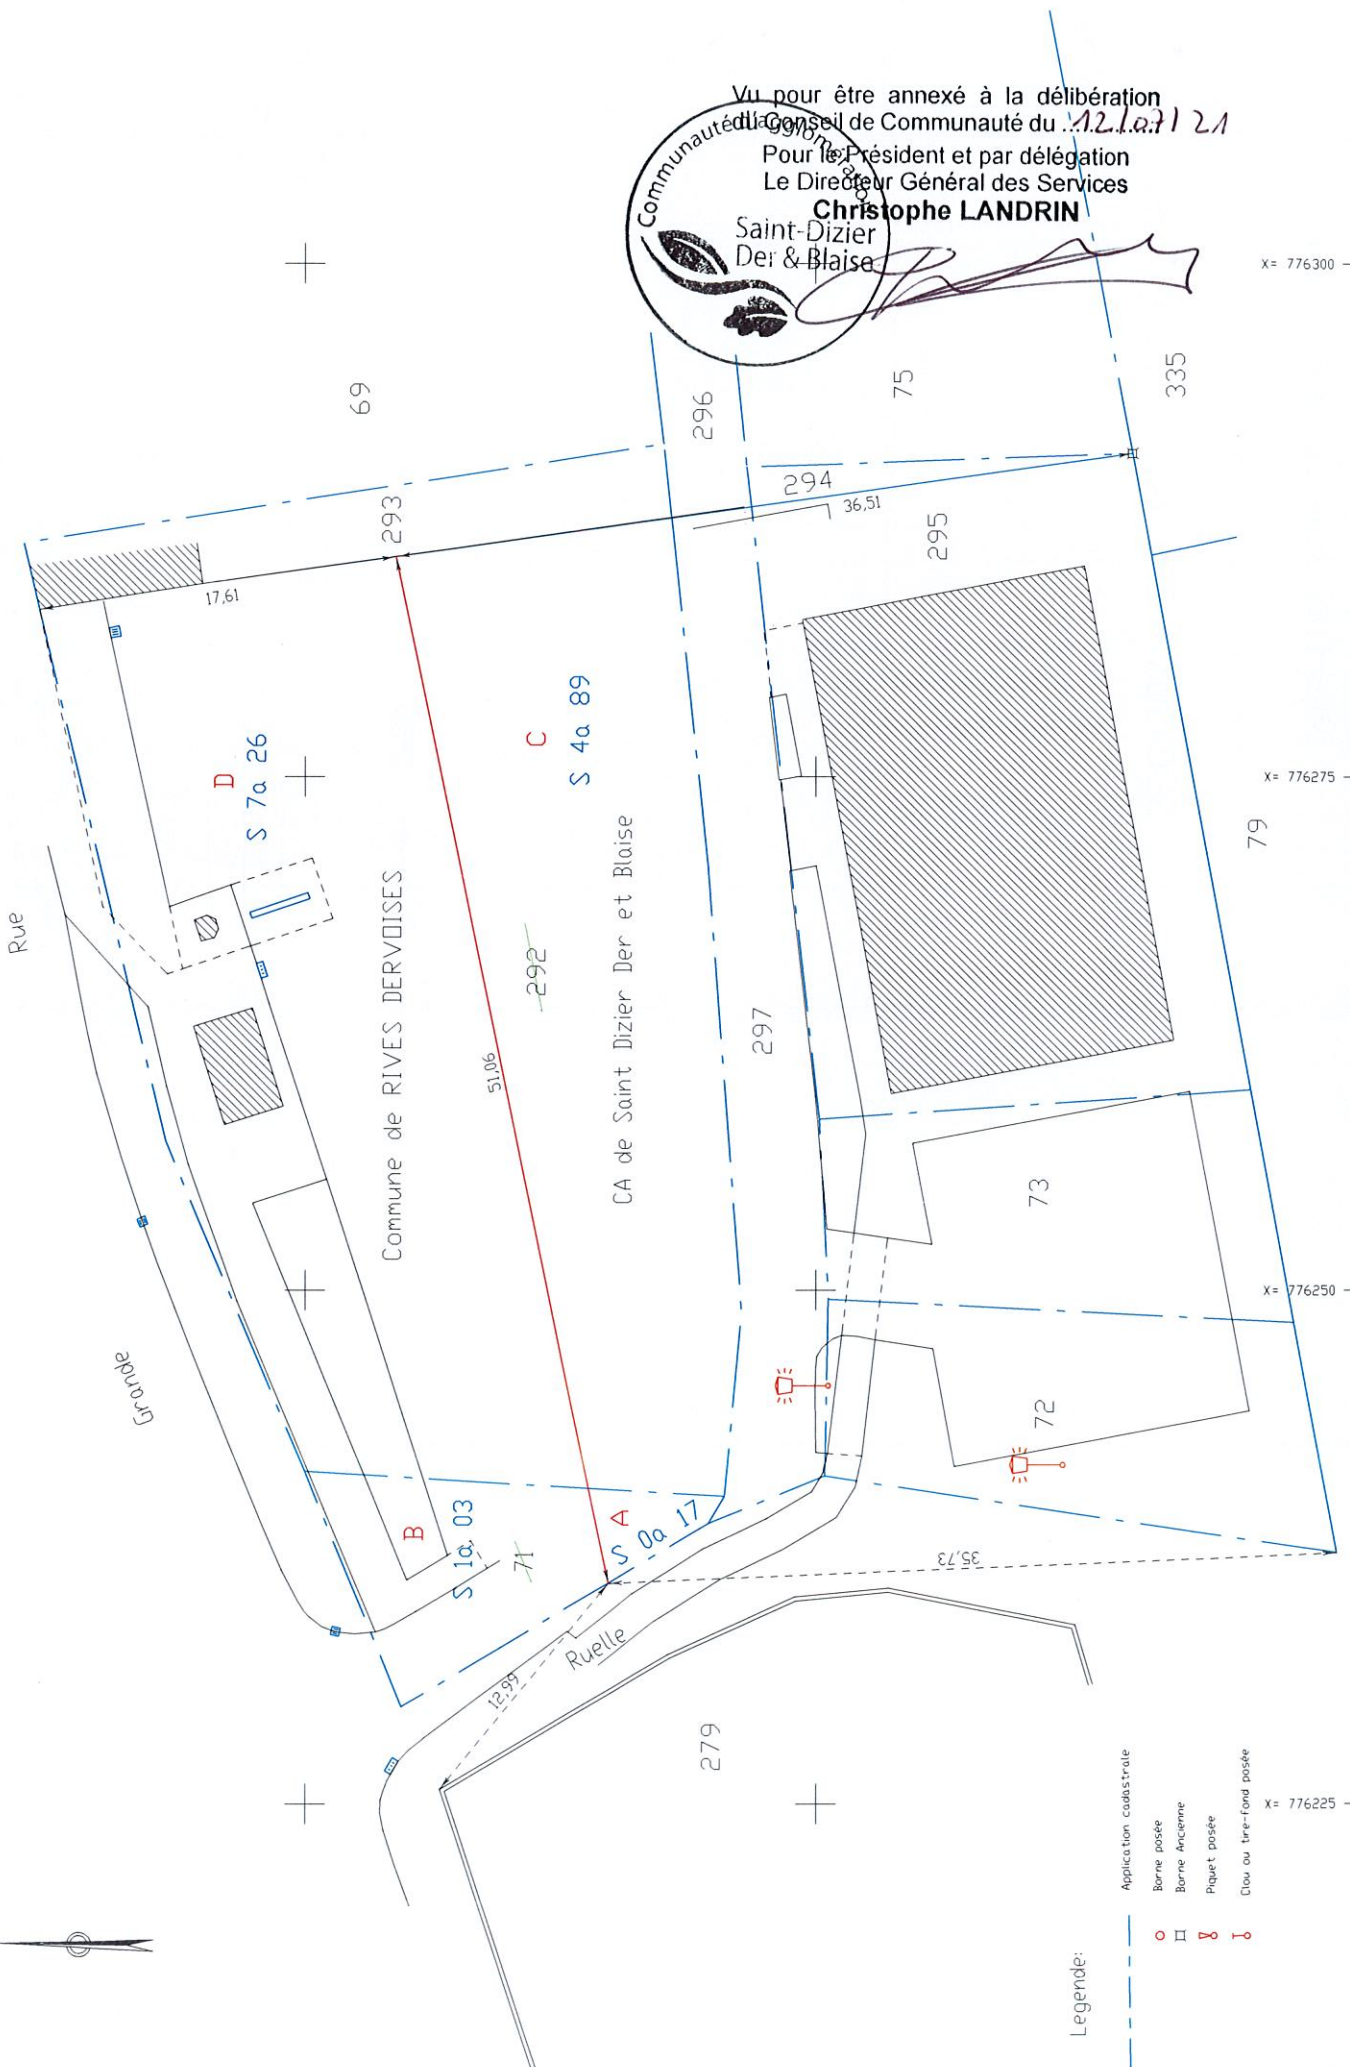 Vu pour être annexé à la délibération
du Conseil de Communauté du 12/07/21
Pour le Président et par délégation
Le Directeur Général des Services
Christophe LANDRIN
Communauté d'Agglomération
Saint-Dizier
Der & Blaise
X= 776300
69
296
75
335
293
294
36,51
295
17,61
D
S 7a 26
C
S 4a 89
X= 776275
79
Rue
Commune de RIVES DERVOISES
292
CA de Saint Dizier Der et Blaise
297
51,06
73
X= 776250
Grande
72
B
S 1a 03
71
A
S 0a 17
35,73
Ruelle
12,99
279
X= 776225
Legende:
Application cadastrale
Borne posée
Borne Ancienne
Piquet posée
Clou ou tire-fond posée